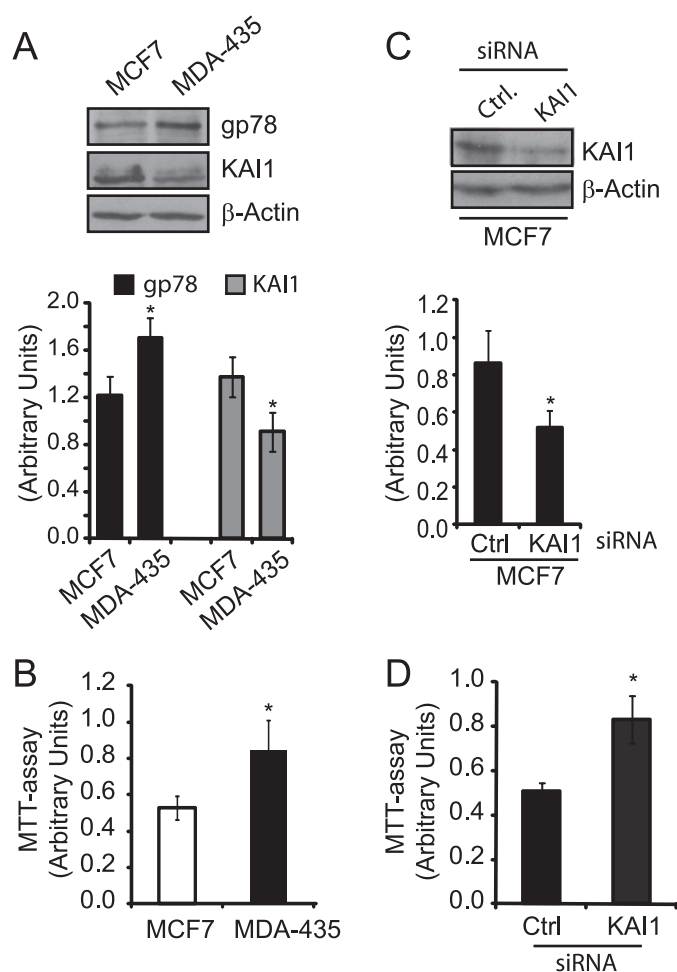 A
MCF7
MDA-435
gp78
KAI1
β-Actin
gp78
KAI1
(Arbitrary Units)
2.0
1.6
1.2
0.8
0.4
0.0
MCF7
MDA-435
MCF7
MDA-435
*
*
B
MTT-assay
(Arbitrary Units)
1.2
1.0
0.8
0.6
0.4
0.2
0.0
*
MCF7
MDA-435
C
siRNA
Ctrl.
KAI1
KAI1
β-Actin
MCF7
(Arbitrary Units)
1.2
1.0
0.8
0.6
0.4
0.2
0.0
*
Ctrl
KAI1
siRNA
MCF7
D
MTT-assay
(Arbitrary Units)
1.0
0.8
0.6
0.4
0.2
0.0
*
Ctrl
KAI1
siRNA